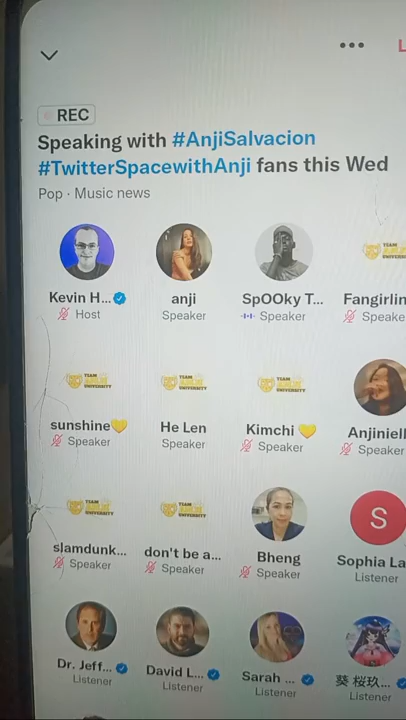 REC
Speaking with #AnjiSalvacion
#TwitterSpacewithAnji fans this Wed
Pop · Music news
Kevin H... anji SpOOky T... Fangirlin
Host Speaker Speaker Speake
sunshine💛 He Len Kimchi 💛 Anjiniell
Speaker Speaker Speaker Speaker
slamdunk... don't be a... Bheng Sophia La
Speaker Speaker Speaker Listener
S
Dr. Jeff... David L... Sarah ... 葵 桜玖...
Listener Listener Listener Listener